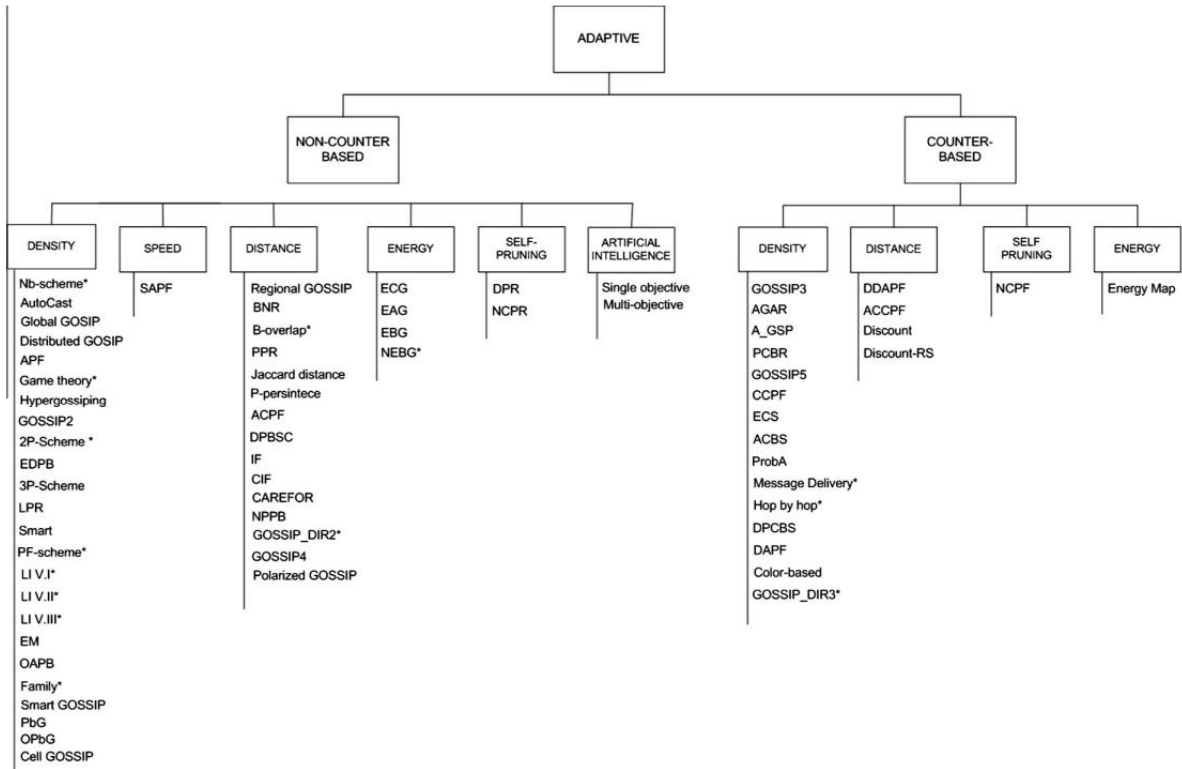 ADAPTIVE
NON-COUNTER
BASED
COUNTER-
BASED
DENSITY
Nb-scheme*
AutoCast
Global GOSIP
Distributed GOSIP
APF
Game theory*
Hypergossiping
GOSSIP2
2P-Scheme *
EDPB
3P-Scheme
LPR
Smart
PF-scheme*
LI V.I*
LI V.II*
LI V.III*
EM
OAPB
Family*
Smart GOSSIP
PbG
OPbG
Cell GOSSIP
SPEED
SAPF
DISTANCE
Regional GOSSIP
BNR
B-overlap*
PPR
Jaccard distance
P-persintece
ACPF
DPBSC
IF
CIF
CAREFOR
NPPB
GOSSIP_DIR2*
GOSSIP4
Polarized GOSSIP
ENERGY
ECG
EAG
EBG
NEBG*
SELF-
PRUNING
DPR
NCPR
ARTIFICIAL
INTELLIGENCE
Single objective
Multi-objective
DENSITY
GOSSIP3
AGAR
A_GSP
PCBR
GOSSIP5
CCPF
ECS
ACBS
ProbA
Message Delivery*
Hop by hop*
DPCBS
DAPF
Color-based
GOSSIP_DIR3*
DISTANCE
DDAPF
ACCPF
Discount
Discount-RS
SELF
PRUNING
NCPF
ENERGY
Energy Map